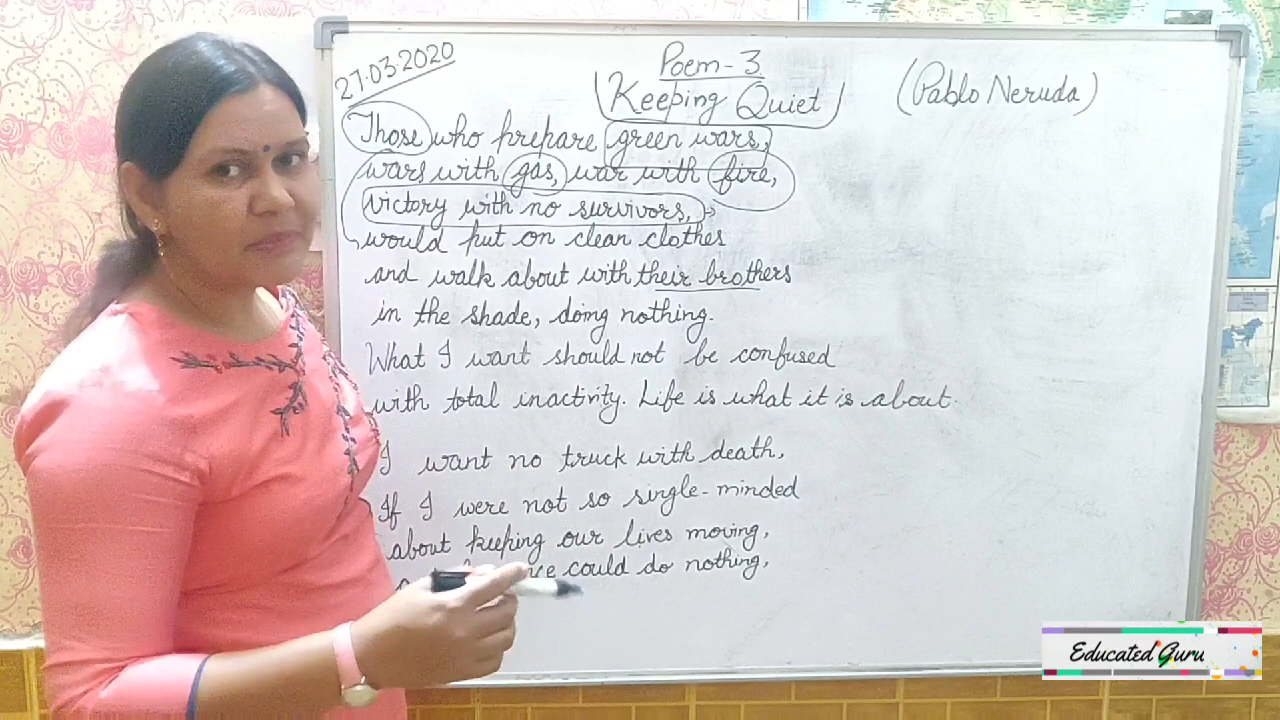 27.03.2020
Poem-3
Keeping Quiet
(Pablo Neruda)
Those who prepare green wars,
wars with gas, war with fire,
victory with no survivors,
would put on clean clothes
and walk about with their brothers
in the shade, doing nothing.
What I want should not be confused
with total inactivity. Life is what it is about.
I want no truck with death,
If I were not so single-minded
about keeping our lives moving,
could do nothing,
Educated Guru